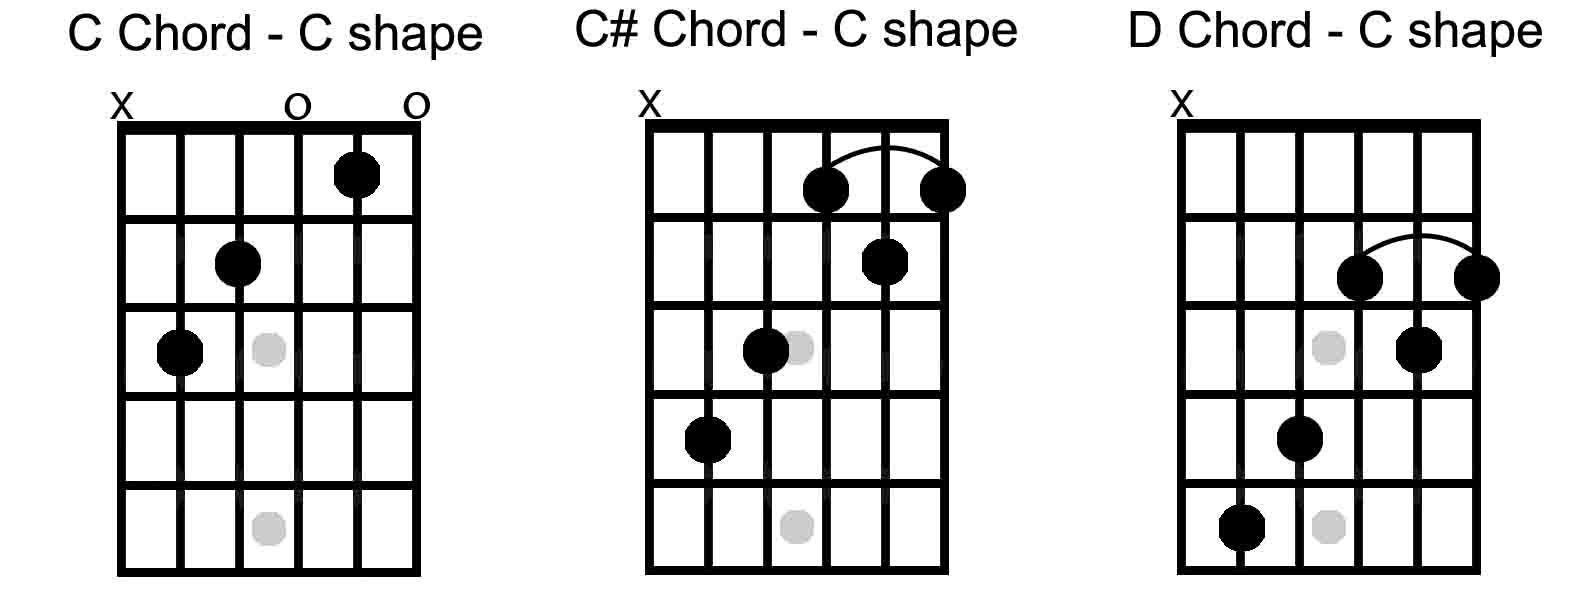 C Chord - C shape
C# Chord - C shape
D Chord - C shape
x o o
x
x